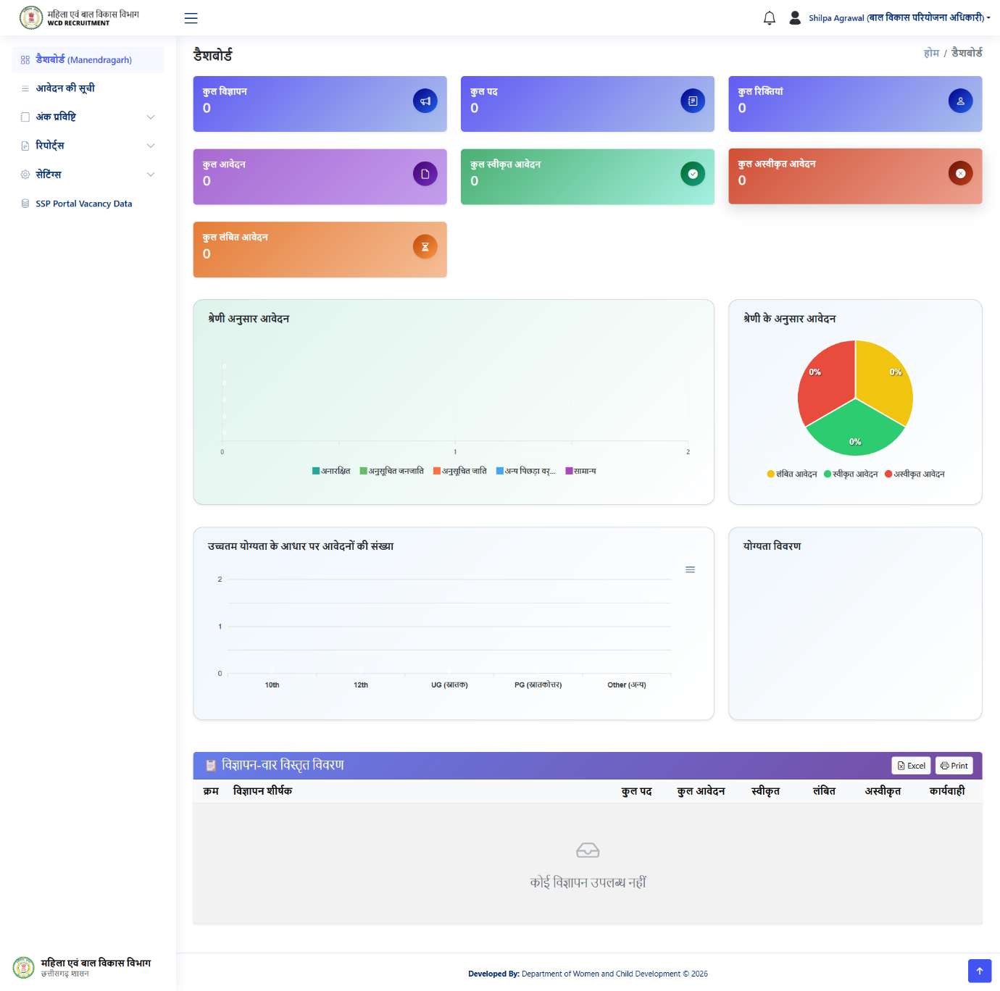 महिला एवं बाल विकास विभाग
WCD RECRUITMENT
Shilpa Agrawal (बाल विकास परियोजना अधिकारी)
डैशबोर्ड (Manendragarh)
आवेदन की सूची
अंक प्रविष्टि
रिपोर्ट्स
सेटिंग्स
SSP Portal Vacancy Data
डैशबोर्ड
होम / डैशबोर्ड
कुल विज्ञापन
0
कुल पद
0
कुल रिक्तियां
0
कुल आवेदन
0
कुल स्वीकृत आवेदन
0
कुल अस्वीकृत आवेदन
0
कुल लंबित आवेदन
0
श्रेणी अनुसार आवेदन
0
0
0
0
0
0 1 2
अनारक्षित अनुसूचित जनजाति अनुसूचित जाति अन्य पिछड़ा वर्... सामान्य
श्रेणी के अनुसार आवेदन
0% 0%
0%
लंबित आवेदन स्वीकृत आवेदन अस्वीकृत आवेदन
उच्चतम योग्यता के आधार पर आवेदनों की संख्या
2
1
0
10th 12th UG (स्नातक) PG (स्नातकोत्तर) Other (अन्य)
योग्यता विवरण
विज्ञापन-वार विस्तृत विवरण
Excel Print
क्रम विज्ञापन शीर्षक कुल पद कुल आवेदन स्वीकृत लंबित अस्वीकृत कार्यवाही
कोई विज्ञापन उपलब्ध नहीं
महिला एवं बाल विकास विभाग
छत्तीसगढ़ शासन
Developed By: Department of Women and Child Development © 2026